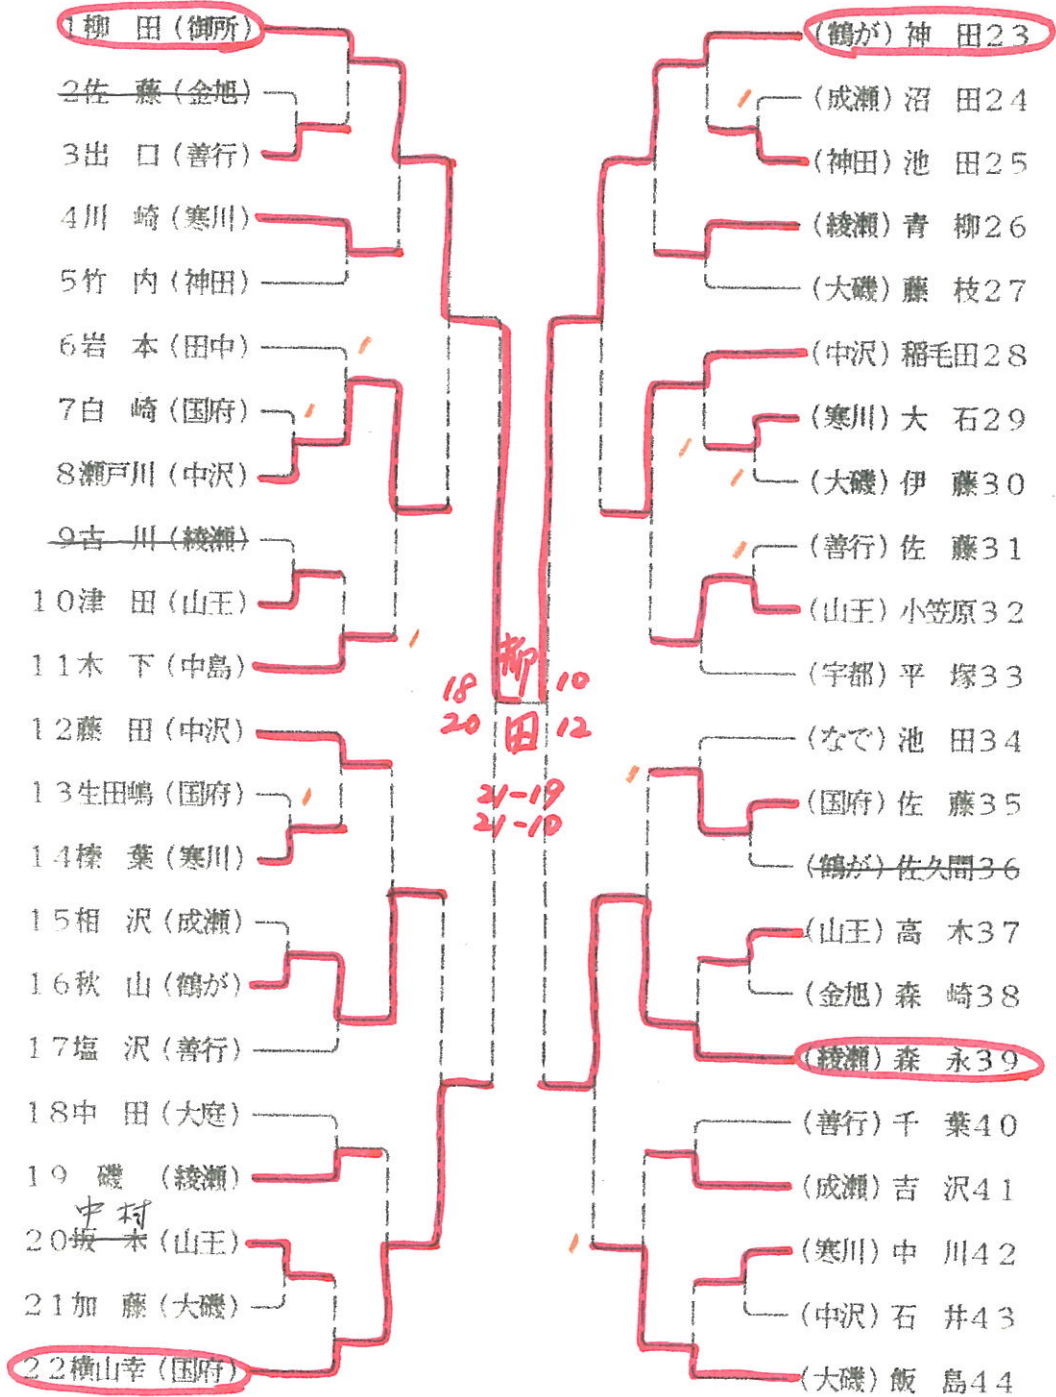 1柳 田(御所)
2佐 藤(金旭)
3出 口(善行)
4川 崎(寒川)
5竹 内(神田)
6岩 本(田中)
7白 崎(国府)
8瀬戸川(中沢)
9古 川(綾瀬)
10津 田(山王)
11木 下(中島)
12藤 田(中沢)
13生田嶋(国府)
14榛 葉(寒川)
15相 沢(成瀬)
16秋 山(鶴が)
17塩 沢(善行)
18中 田(大庭)
19 磯 (綾瀬)
中村
20坂 本(山王)
21加 藤(大磯)
22横山幸(国府)
柳田
18 10
20 12
21-19
21-10
(鶴が)神 田23
(成瀬)沼 田24
(神田)池 田25
(綾瀬)青 柳26
(大磯)藤 枝27
(中沢)稲毛田28
(寒川)大 石29
(大磯)伊 藤30
(善行)佐 藤31
(山王)小笠原32
(宇都)平 塚33
(なで)池 田34
(国府)佐 藤35
(鶴が)佐久間36
(山王)高 木37
(金旭)森 崎38
(綾瀬)森 永39
(善行)千 葉40
(成瀬)吉 沢41
(寒川)中 川42
(中沢)石 井43
(大磯)飯 島44